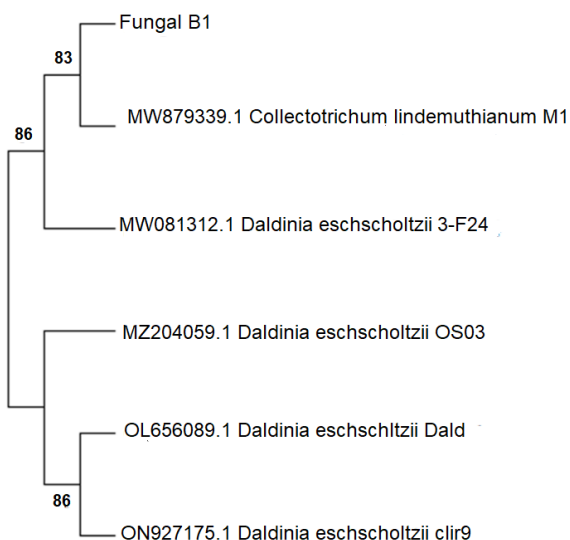 Fungal B1
83
MW879339.1 Collectotrichum lindemuthianum M1
86
MW081312.1 Daldinia eschscholtzii 3-F24
MZ204059.1 Daldinia eschscholtzii OS03
OL656089.1 Daldinia eschschltzii Dald
86
ON927175.1 Daldinia eschscholtzii clir9